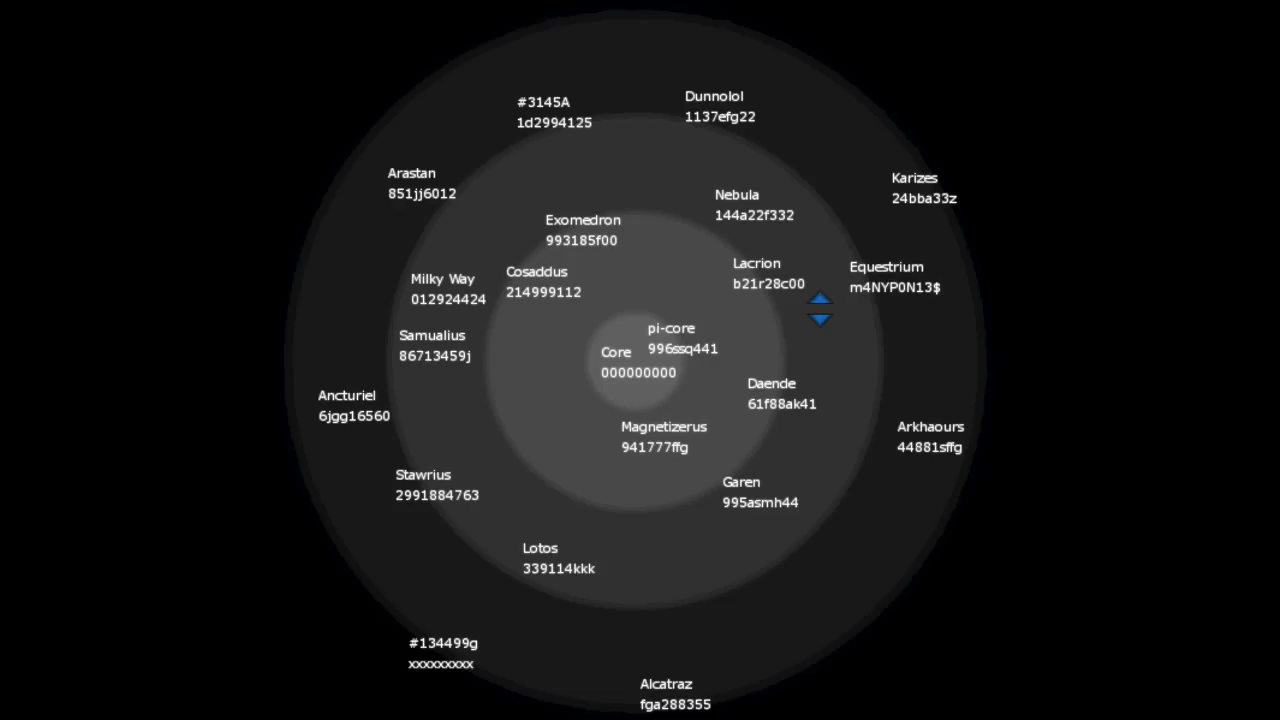 Dunnolol
1137efg22
#3145A
1d2994125
Arastan
851jj6012
Karizes
24bba33z
Nebula
144a22f332
Exomedron
993185f00
Lacrion
b21r28c00
Equestrium
m4NYP0N13$
Cosaddus
214999112
Milky Way
012924424
pi-core
996ssq441
Samualius
86713459j
Core
000000000
Daende
61f88ak41
Ancturiel
6jgg16560
Magnetizerus
941777ffg
Arkhaours
44881sffg
Stawrius
2991884763
Garen
995asmh44
Lotos
339114kkk
#134499g
xxxxxxxxx
Alcatraz
fga288355